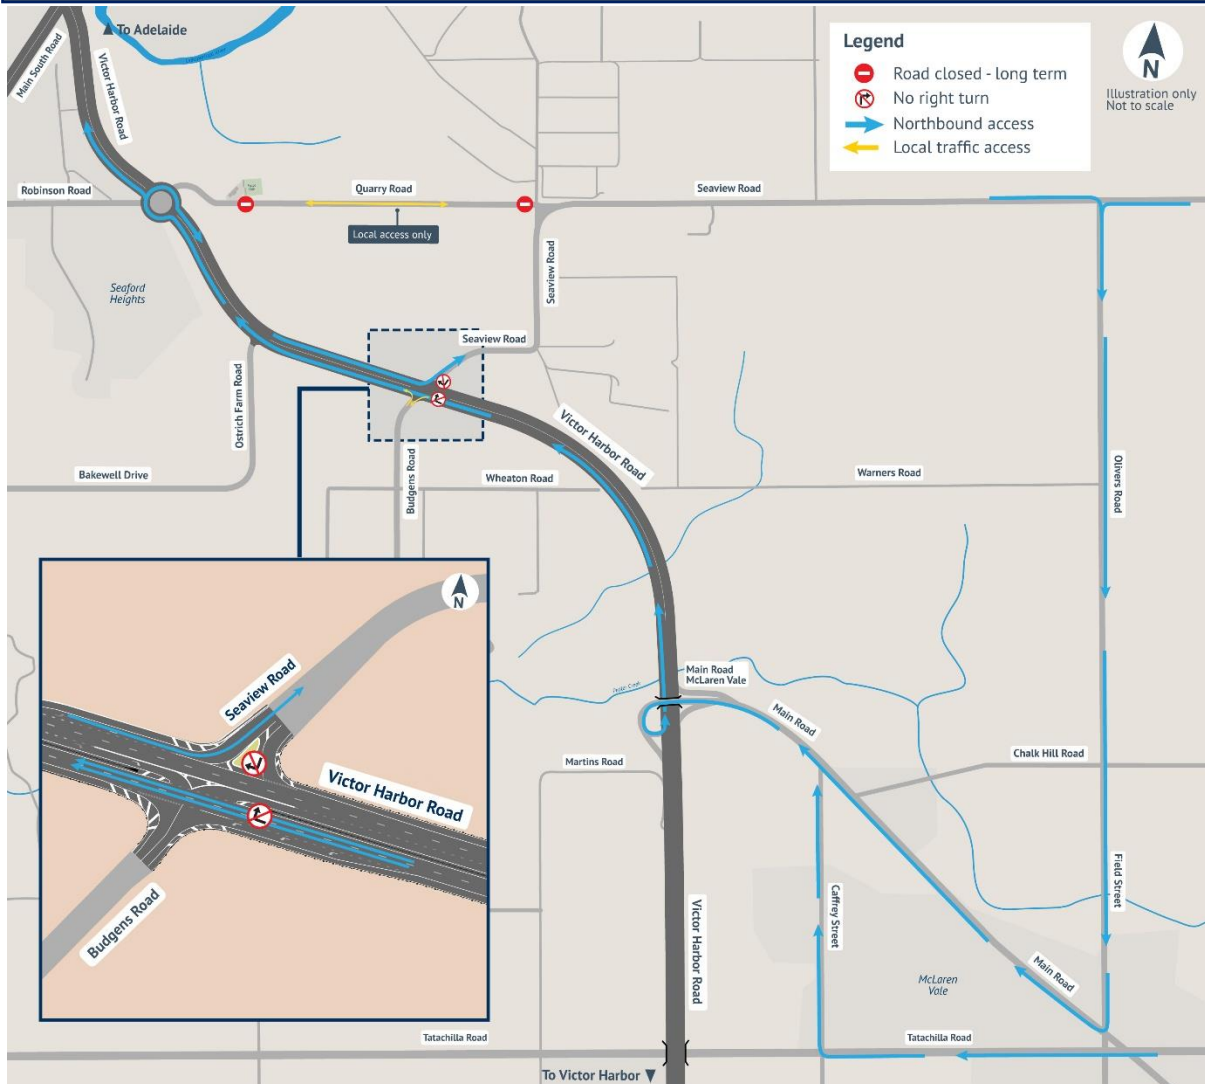 To Adelaide
Main South Road
Victor Harbor Road
Legend
Road closed - long term
No right turn
Northbound access
Local traffic access
N
Illustration only
Not to scale
Robinson Road
Quarry Road
Seaview Road
Local access only
Seaview Road
Seaford
Heights
Seaview Road
Ostrich Farm Road
Victor Harbor Road
Bakewell Drive
Budgens Road
Wheaton Road
Warners Road
Olivers Road
N
Seaview Road
Victor Harbor Road
Budgens Road
Main Road
McLaren Vale
Main Road
Martins Road
Chalk Hill Road
Caffrey Street
Field Street
Victor Harbor Road
McLaren
Vale
Main Road
Tatachilla Road
Tatachilla Road
To Victor Harbor